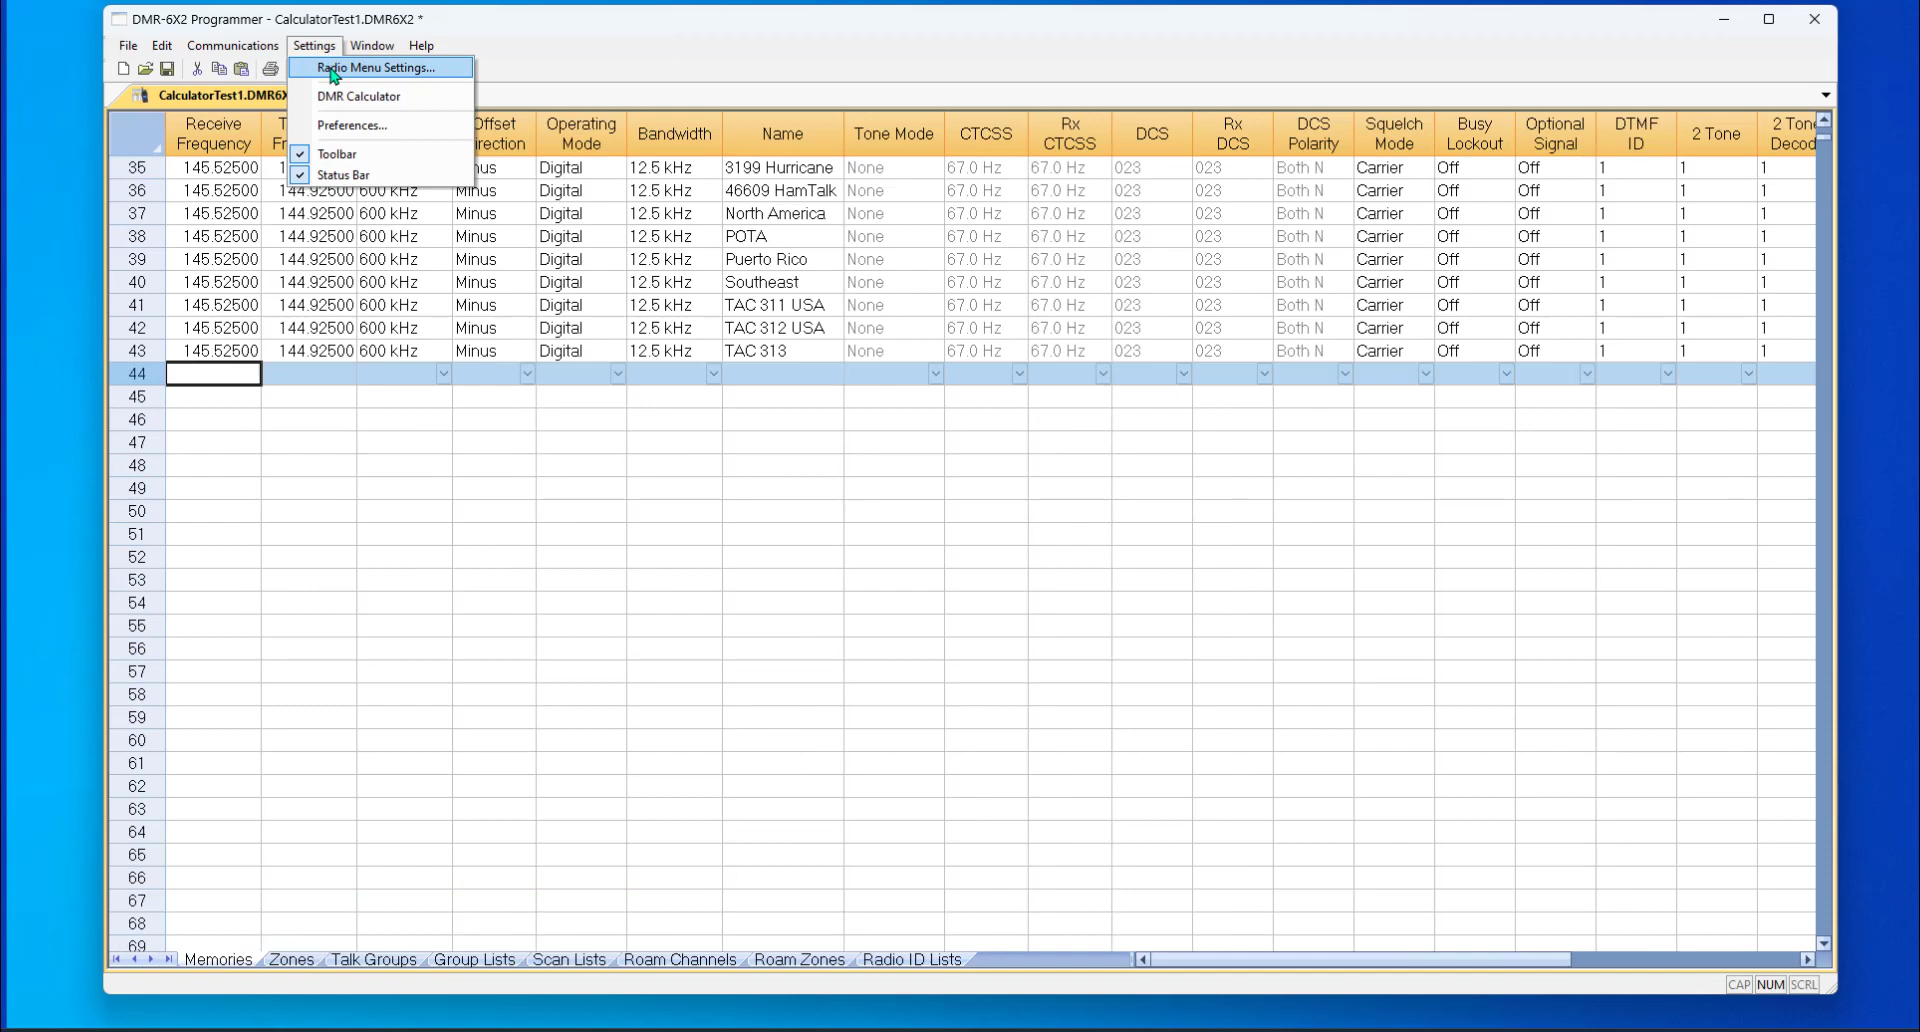 DMR-6X2 Programmer - CalculatorTest1.DMR6X2 *
File Edit Communications Settings Window Help
Radio Menu Settings...
DMR Calculator
Preferences...
Toolbar
Status Bar
CalculatorTest1.DMR6X
Receive Frequency Offset Direction Operating Mode Bandwidth Name Tone Mode CTCSS Rx CTCSS DCS Rx DCS DCS Polarity Squelch Mode Busy Lockout Optional Signal DTMF ID 2 Tone 2 Tone Decod
35 145.52500 Minus Digital 12.5 kHz 3199 Hurricane None 67.0 Hz 67.0 Hz 023 023 Both N Carrier Off Off 1 1 1
36 145.52500 144.92500 600 kHz Minus Digital 12.5 kHz 46609 HamTalk None 67.0 Hz 67.0 Hz 023 023 Both N Carrier Off Off 1 1 1
37 145.52500 144.92500 600 kHz Minus Digital 12.5 kHz North America None 67.0 Hz 67.0 Hz 023 023 Both N Carrier Off Off 1 1 1
38 145.52500 144.92500 600 kHz Minus Digital 12.5 kHz POTA None 67.0 Hz 67.0 Hz 023 023 Both N Carrier Off Off 1 1 1
39 145.52500 144.92500 600 kHz Minus Digital 12.5 kHz Puerto Rico None 67.0 Hz 67.0 Hz 023 023 Both N Carrier Off Off 1 1 1
40 145.52500 144.92500 600 kHz Minus Digital 12.5 kHz Southeast None 67.0 Hz 67.0 Hz 023 023 Both N Carrier Off Off 1 1 1
41 145.52500 144.92500 600 kHz Minus Digital 12.5 kHz TAC 311 USA None 67.0 Hz 67.0 Hz 023 023 Both N Carrier Off Off 1 1 1
42 145.52500 144.92500 600 kHz Minus Digital 12.5 kHz TAC 312 USA None 67.0 Hz 67.0 Hz 023 023 Both N Carrier Off Off 1 1 1
43 145.52500 144.92500 600 kHz Minus Digital 12.5 kHz TAC 313 None 67.0 Hz 67.0 Hz 023 023 Both N Carrier Off Off 1 1 1
44
45
46
47
48
49
50
51
52
53
54
55
56
57
58
59
60
61
62
63
64
65
66
67
68
69
Memories Zones Talk Groups Group Lists Scan Lists Roam Channels Roam Zones Radio ID Lists
CAP NUM SCRL